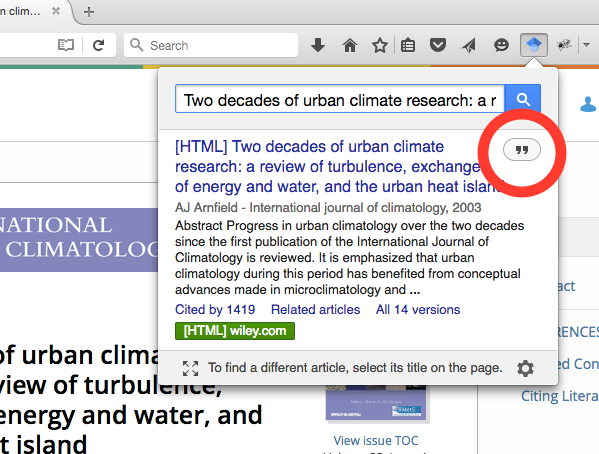 ban clim...
Search
Two decades of urban climate research: a r
[HTML] Two decades of urban climate
research: a review of turbulence, exchange
of energy and water, and the urban heat island
AJ Arnfield - International journal of climatology, 2003
Abstract Progress in urban climatology over the two decades
since the first publication of the International Journal of
Climatology is reviewed. It is emphasized that urban
climatology during this period has benefited from conceptual
advances made in microclimatology and ...
Cited by 1419 Related articles All 14 versions
[HTML] wiley.com
To find a different article, select its title on the page.
NATIONAL
CLIMATOLOG
act
RENCES
ed Con
Citing Litera
of urban clima
view of turbulence,
energy and water, and
t island
View issue TOC